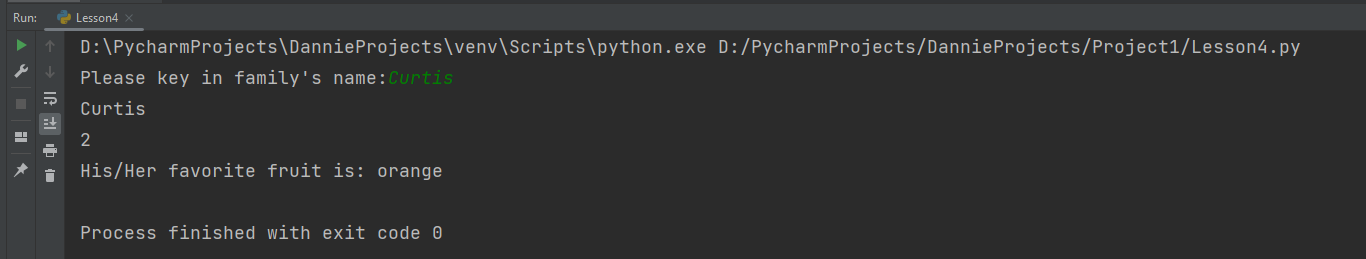 Run: Lesson4
D:\PycharmProjects\DannieProjects\venv\Scripts\python.exe D:/PycharmProjects/DannieProjects/Project1/Lesson4.py
Please key in family's name:Curtis
Curtis
2
His/Her favorite fruit is: orange
Process finished with exit code 0